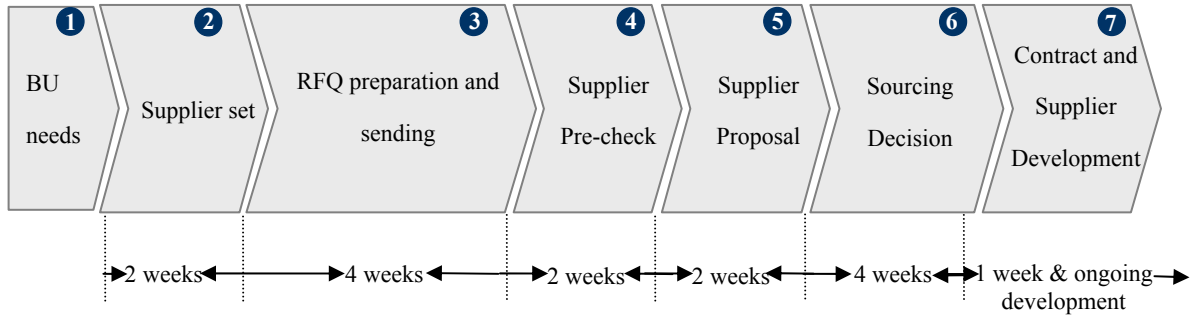 1
BU
needs
2
Supplier set
3
RFQ preparation and
sending
4
Supplier
Pre-check
5
Supplier
Proposal
6
Sourcing
Decision
7
Contract and
Supplier
Development
2 weeks
4 weeks
2 weeks
2 weeks
4 weeks
1 week & ongoing
development